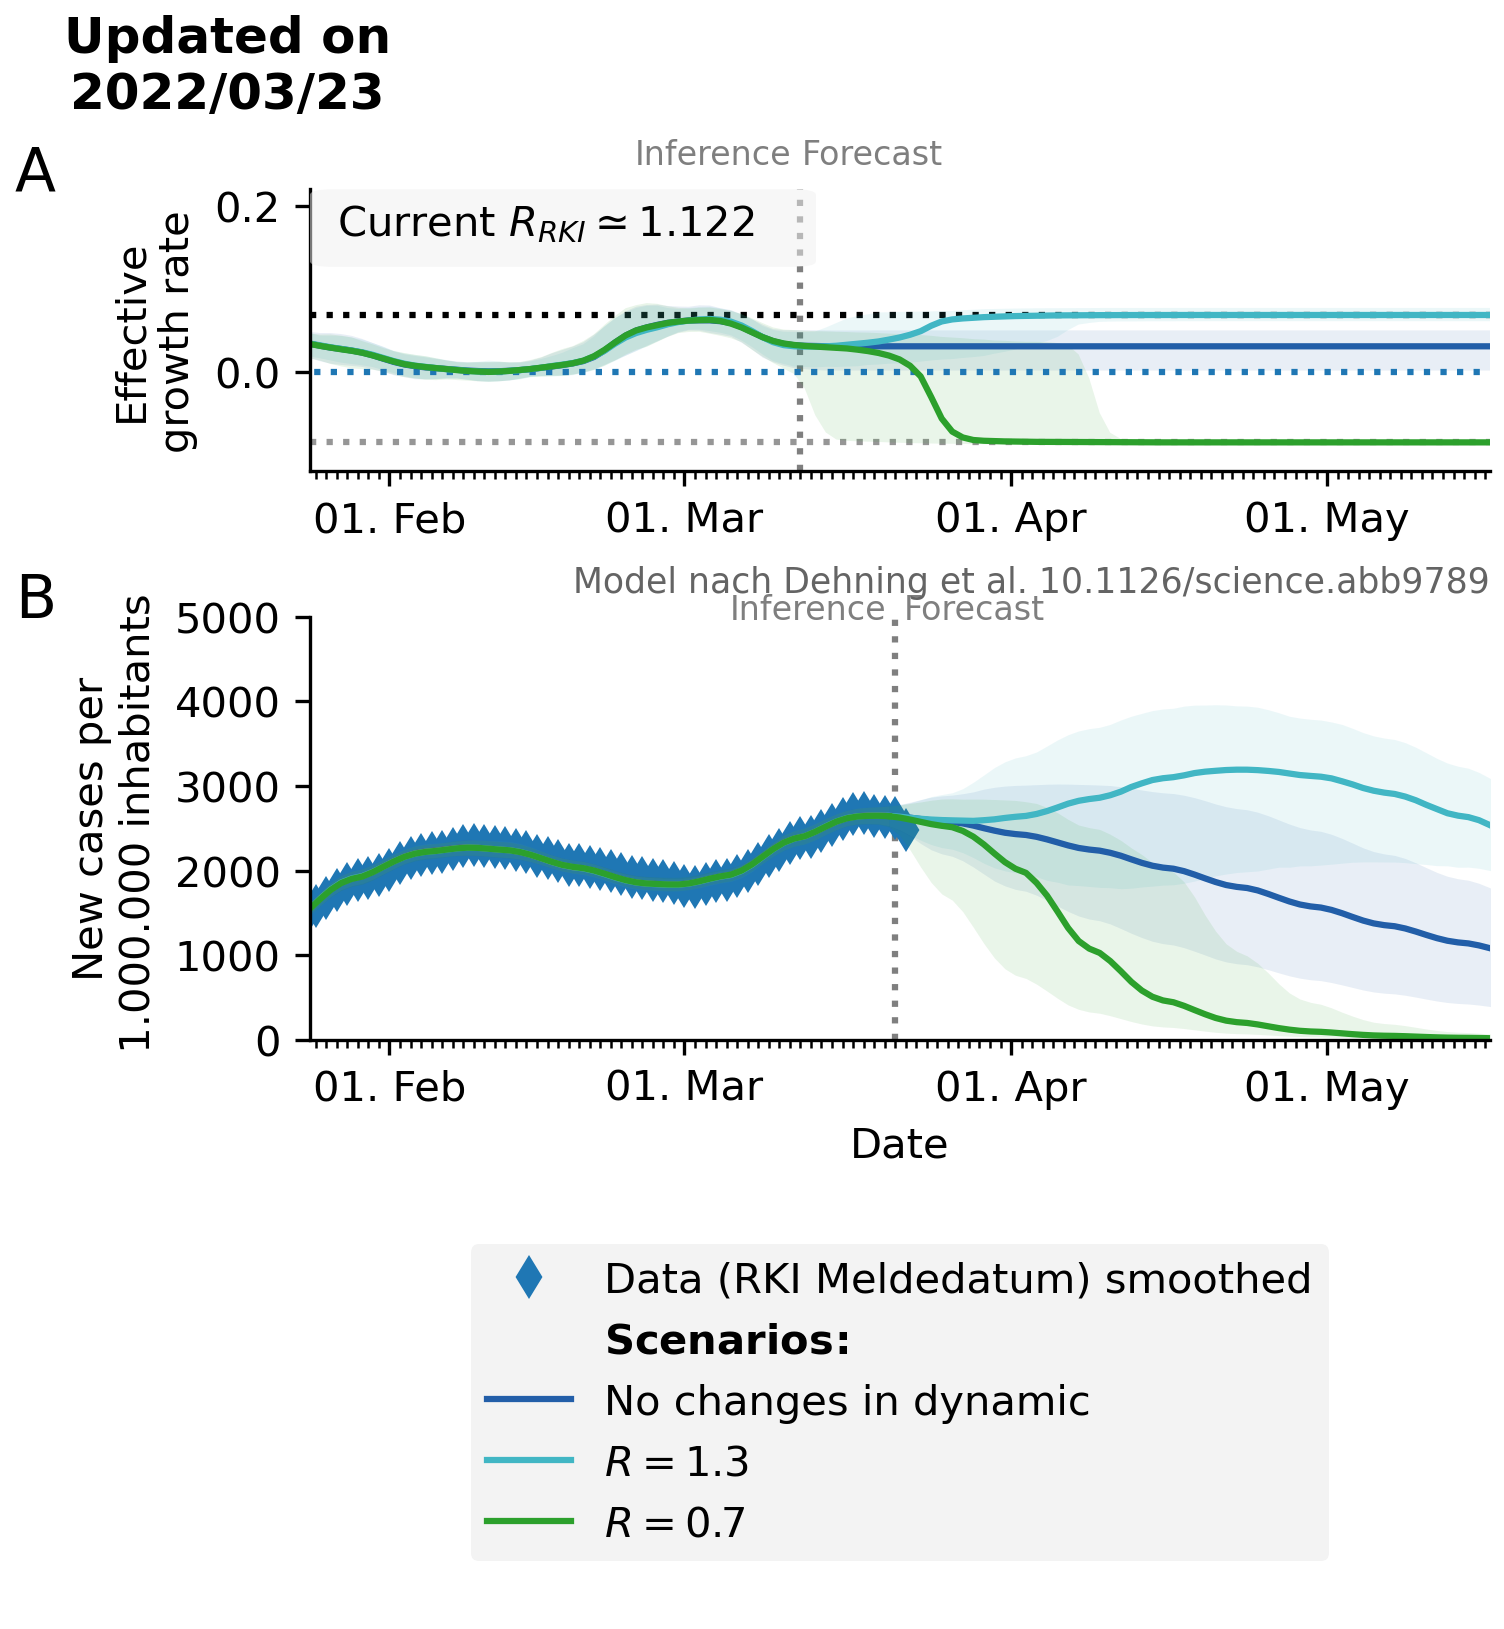 Updated on
2022/03/23
A
Inference Forecast
Current R_RKI ≃ 1.122
Effective
growth rate
0.2
0.0
01. Feb 01. Mar 01. Apr 01. May
B
Model nach Dehning et al. 10.1126/science.abb9789
Inference Forecast
New cases per
1.000.000 inhabitants
5000
4000
3000
2000
1000
0
01. Feb 01. Mar 01. Apr 01. May
Date
Data (RKI Meldedatum) smoothed
Scenarios:
No changes in dynamic
R = 1.3
R = 0.7